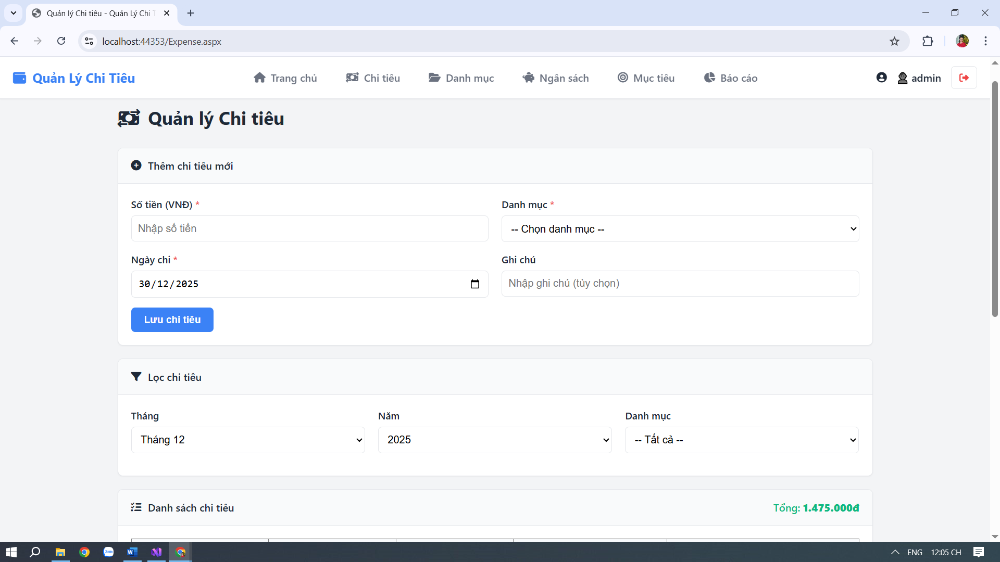 Quản lý Chi tiêu - Quản Lý Chi
localhost:44353/Expense.aspx
Quản Lý Chi Tiêu
Trang chủ
Chi tiêu
Danh mục
Ngân sách
Mục tiêu
Báo cáo
admin
Quản lý Chi tiêu
Thêm chi tiêu mới
Số tiền (VNĐ) *
Danh mục *
Nhập số tiền
-- Chọn danh mục --
Ngày chi *
Ghi chú
30/12/2025
Nhập ghi chú (tùy chọn)
Lưu chi tiêu
Lọc chi tiêu
Tháng
Năm
Danh mục
Tháng 12
2025
-- Tất cả --
Danh sách chi tiêu
Tổng: 1.475.000đ
Zalo
W
ENG
12:05 CH